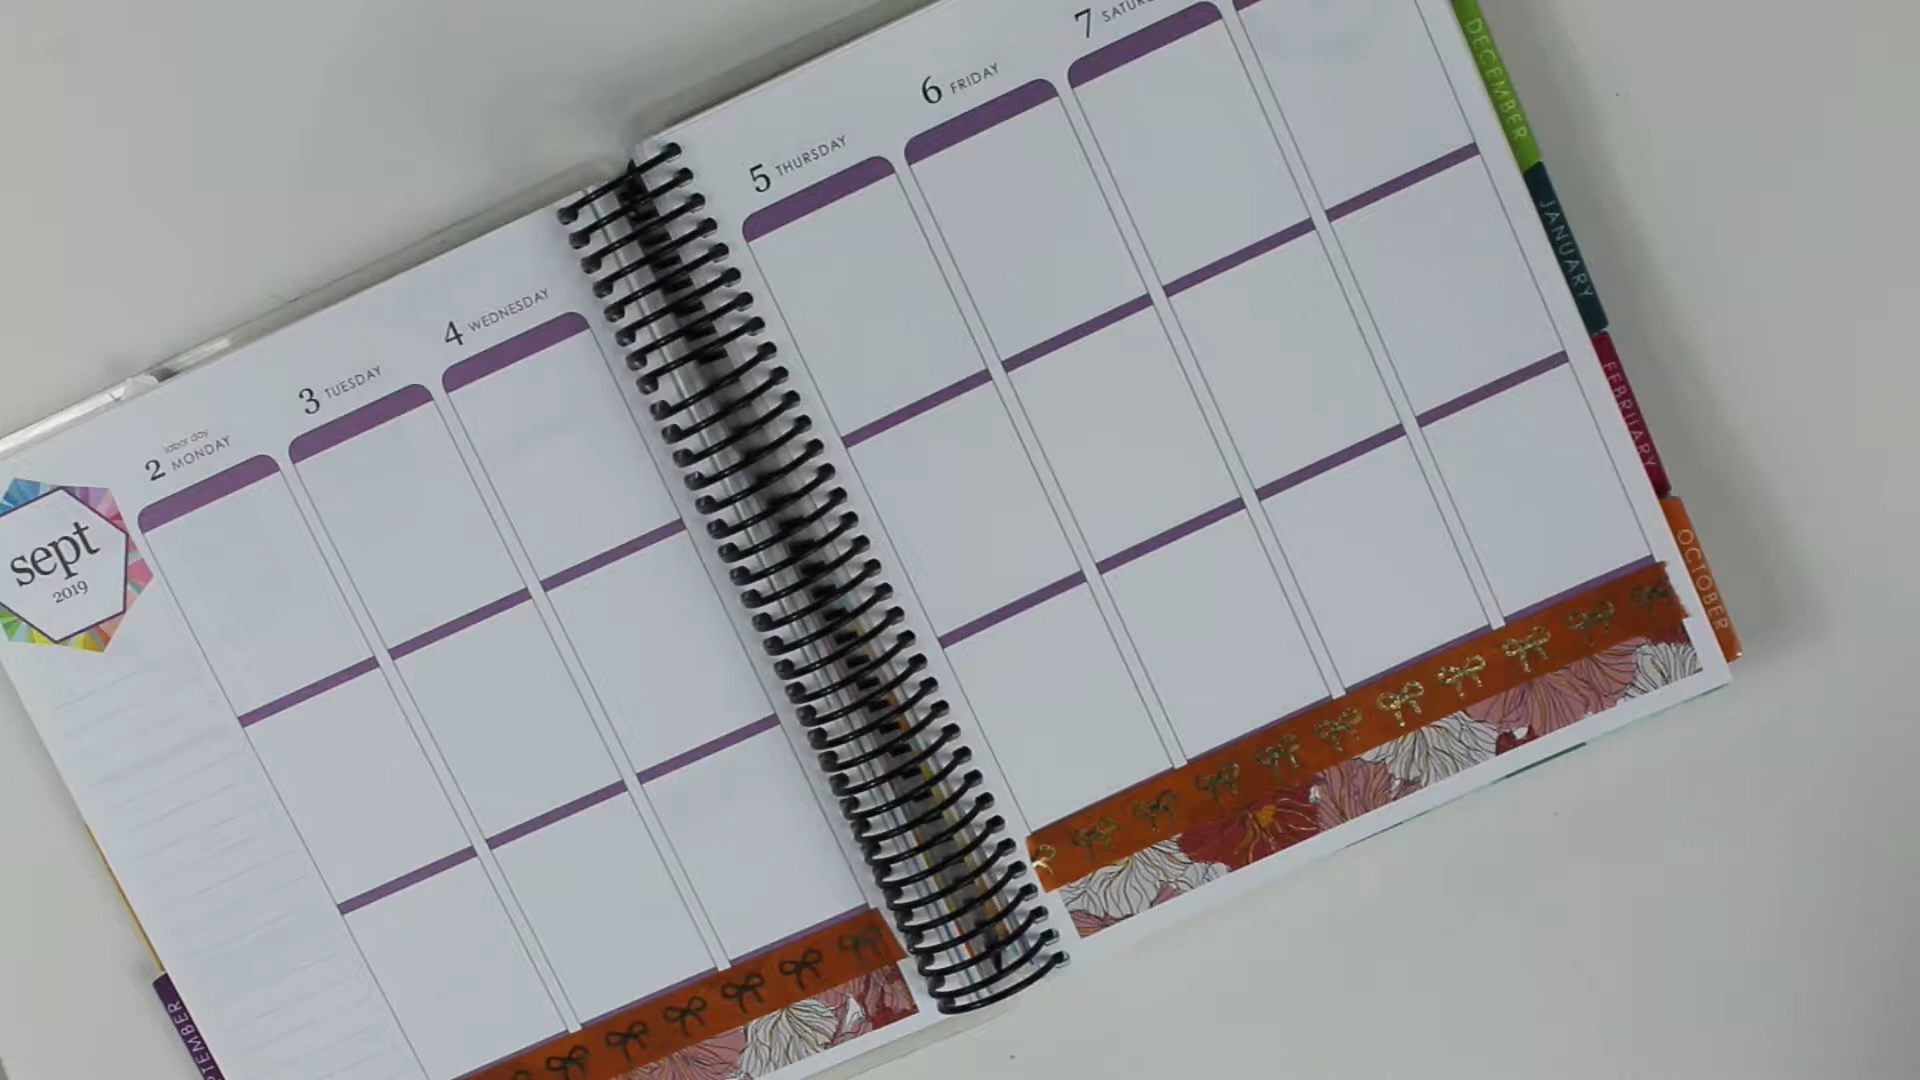 sept
2019
2
labor day
MONDAY
3 TUESDAY
4 WEDNESDAY
5 THURSDAY
6 FRIDAY
7
DECEMBER
JANUARY
FEBRUARY
OCTOBER